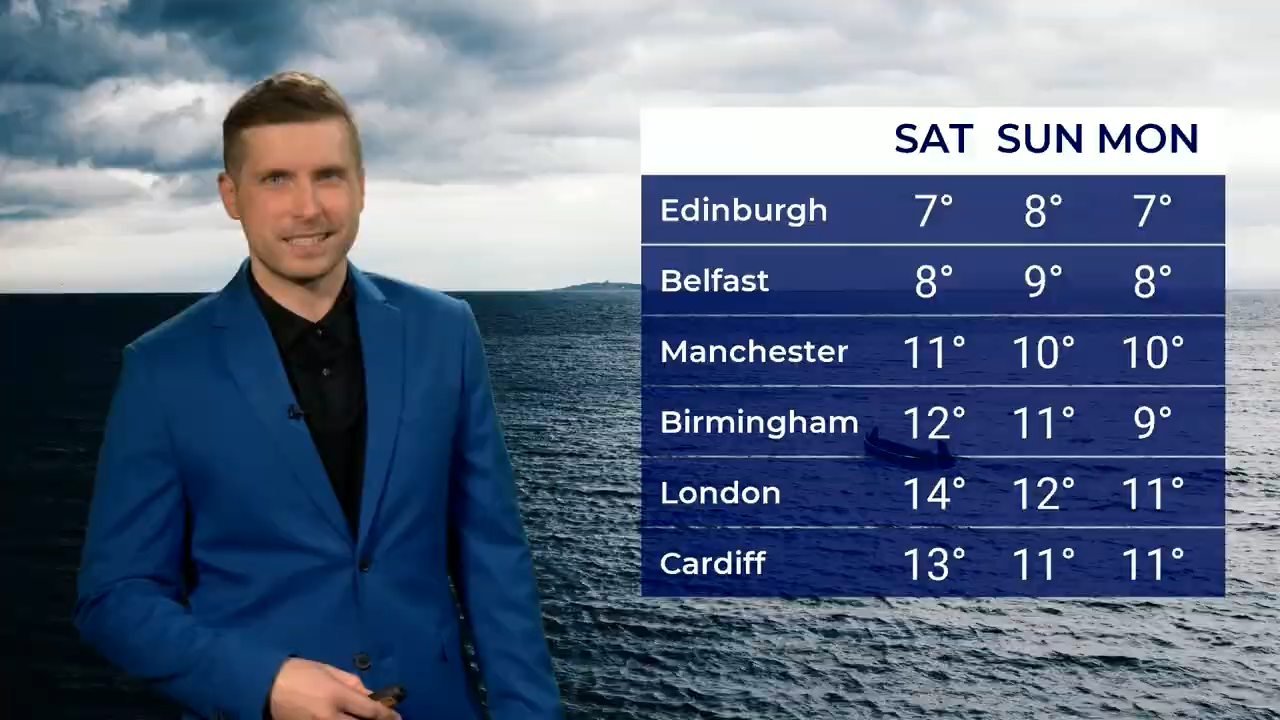 SAT SUN MON
Edinburgh 7° 8° 7°
Belfast 8° 9° 8°
Manchester 11° 10° 10°
Birmingham 12° 11° 9°
London 14° 12° 11°
Cardiff 13° 11° 11°